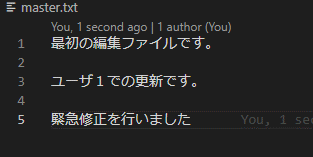 master.txt
You, 1 second ago | 1 author (You)
1 最初の編集ファイルです。
2
3 ユーザ１での更新です。
4
5 緊急修正を行いました You, 1 sec